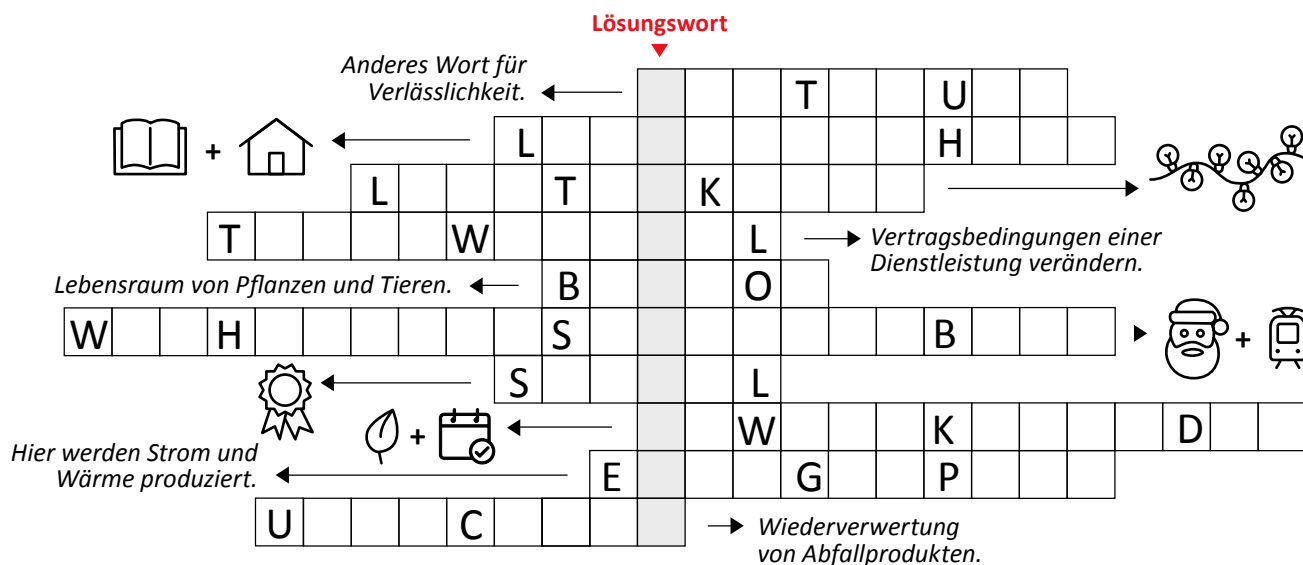 Lösungswort
Anderes Wort für
Verlässlichkeit.
T U
L H
+
L T K
T W L
Vertragsbedingungen einer
Dienstleistung verändern.
Lebensraum von Pflanzen und Tieren.
B O
W H S B
+
S L
+
W K D
Hier werden Strom und
Wärme produziert.
E G P
U C
Wiederverwertung
von Abfallprodukten.